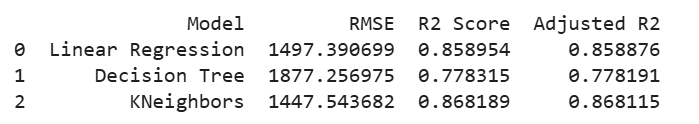 Model RMSE R2 Score Adjusted R2
0 Linear Regression 1497.390699 0.858954 0.858876
1 Decision Tree 1877.256975 0.778315 0.778191
2 KNeighbors 1447.543682 0.868189 0.868115